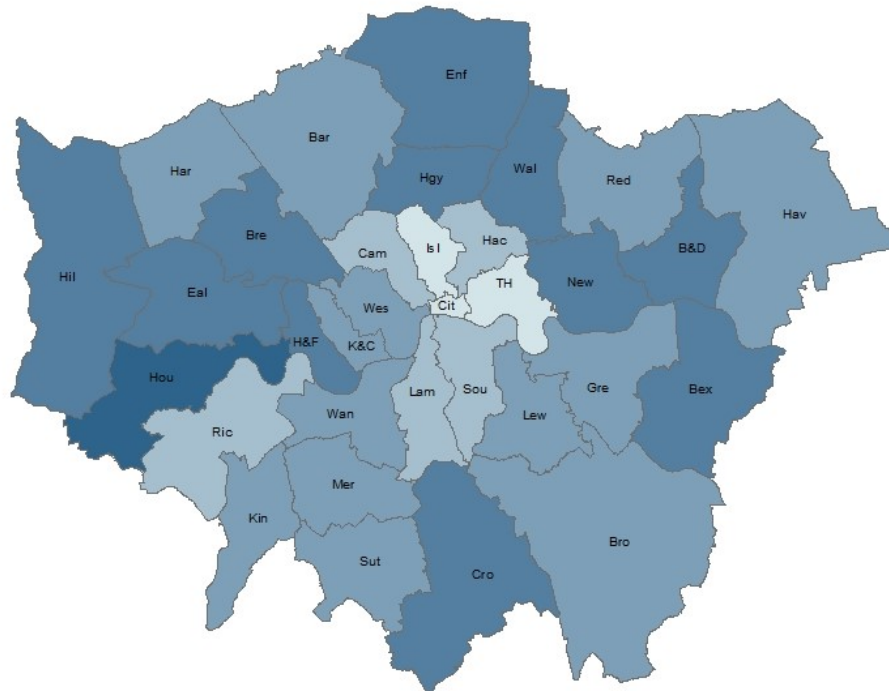 Enf
Bar
Har
Hgy
Wal
Red
Hav
Bre
Cam
Isl
Hac
B&D
Hil
Eal
Wes
Cit
TH
New
H&F
K&C
Hou
Lam
Sou
Gre
Bex
Ric
Wan
Lew
Mer
Kin
Bro
Sut
Cro